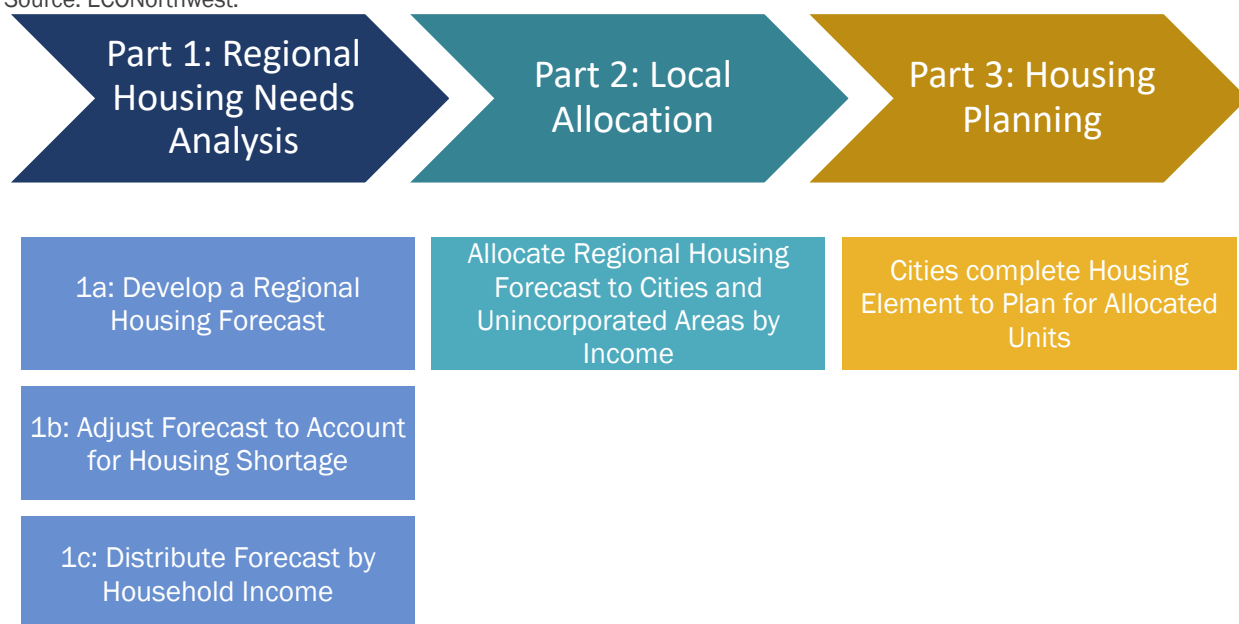 Source: ECONorthwest.
Part 1: Regional
Housing Needs
Analysis
Part 2: Local
Allocation
Part 3: Housing
Planning
1a: Develop a Regional
Housing Forecast
Allocate Regional Housing
Forecast to Cities and
Unincorporated Areas by
Income
Cities complete Housing
Element to Plan for Allocated
Units
1b: Adjust Forecast to Account
for Housing Shortage
1c: Distribute Forecast by
Household Income